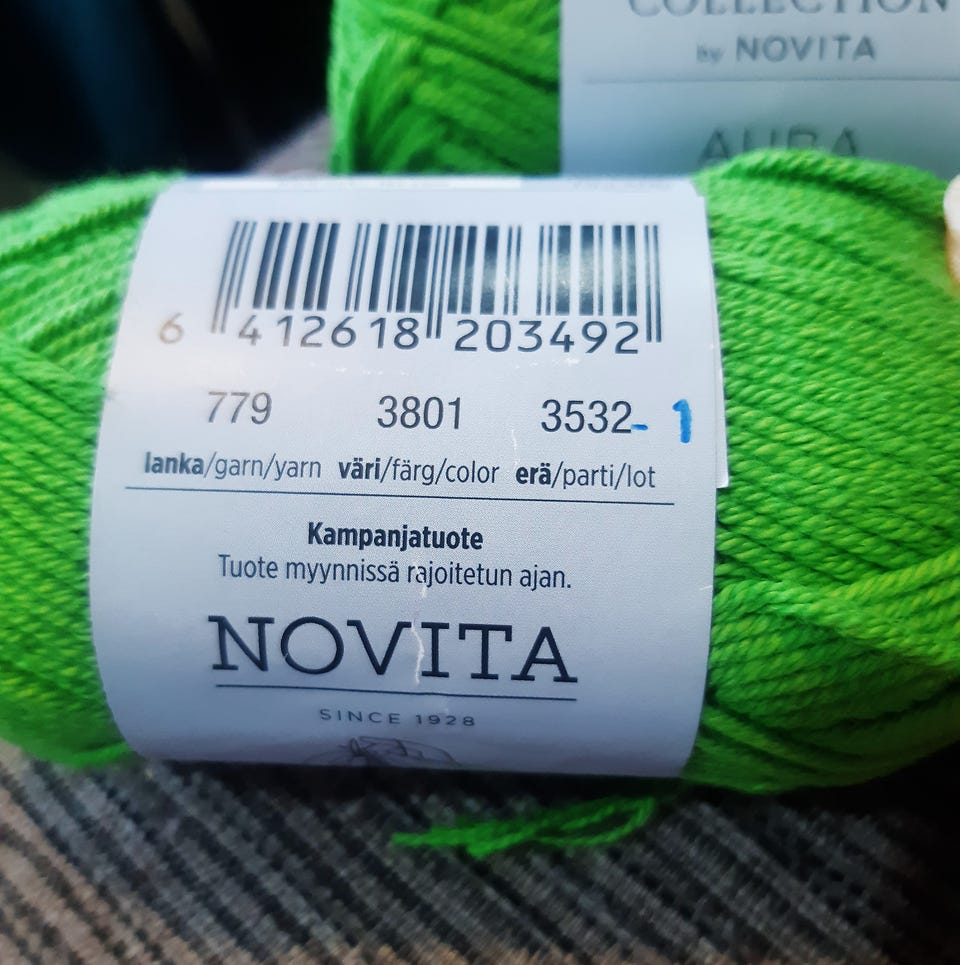 COLLECTION
by NOVITA
AURA
6 412618 203492
779 3801 3532-1
lanka/garn/yarn väri/färg/color erä/parti/lot
Kampanjatuote
Tuote myynnissä rajoitetun ajan.
NOVITA
SINCE 1928